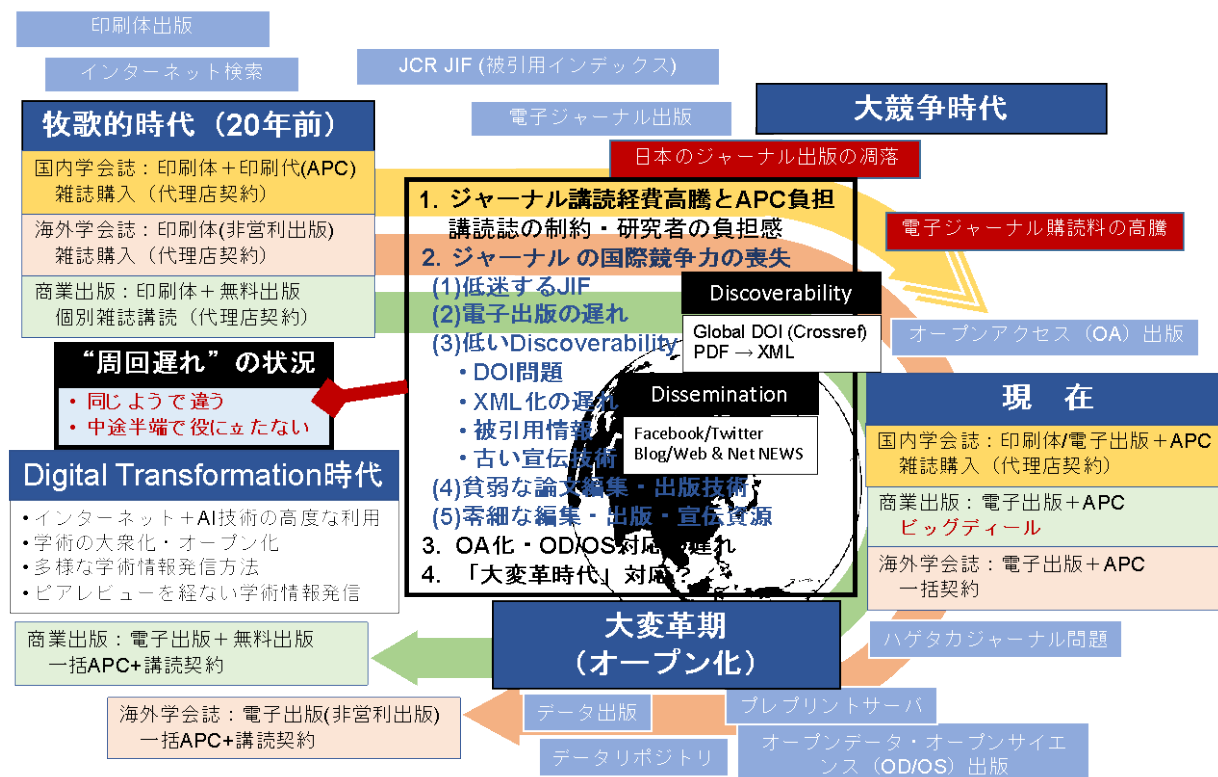 印刷体出版
インターネット検索
JCR JIF (被引用インデックス)
電子ジャーナル出版
牧歌的時代（20年前）
国内学会誌：印刷体＋印刷代(APC)
雑誌購入（代理店契約）
海外学会誌：印刷体(非営利出版)
雑誌購入（代理店契約）
商業出版：印刷体＋無料出版
個別雑誌講読（代理店契約）
大競争時代
日本のジャーナル出版の凋落
電子ジャーナル購読料の高騰
1. ジャーナル講読経費高騰とAPC負担
講読誌の制約・研究者の負担感
2. ジャーナル の国際競争力の喪失
(1)低迷するJIF
(2)電子出版の遅れ
(3)低いDiscoverability
・DOI問題
・XML化の遅れ
・被引用情報
・古い宣伝技術
(4)貧弱な論文編集・出版技術
(5)零細な編集・出版・宣伝資源
3. OA化・OD/OS対応の遅れ
4. 「大変革時代」対応？
Discoverability
Global DOI (Crossref)
PDF → XML
Dissemination
Facebook/Twitter
Blog/Web & Net NEWS
オープンアクセス（OA）出版
“周回遅れ”の状況
• 同じようで違う
• 中途半端で役に立たない
現　在
国内学会誌：印刷体/電子出版＋APC
雑誌購入（代理店契約）
商業出版：電子出版＋APC
ビッグディール
海外学会誌：電子出版＋APC
一括契約
Digital Transformation時代
• インターネット＋AI技術の高度な利用
• 学術の大衆化・オープン化
• 多様な学術情報発信方法
• ピアレビューを経ない学術情報発信
大変革期
（オープン化）
ハゲタカジャーナル問題
商業出版：電子出版＋無料出版
一括APC+講読契約
海外学会誌：電子出版(非営利出版)
一括APC+講読契約
データ出版
プレプリントサーバ
データリポジトリ
オープンデータ・オープンサイエ
ンス（OD/OS）出版